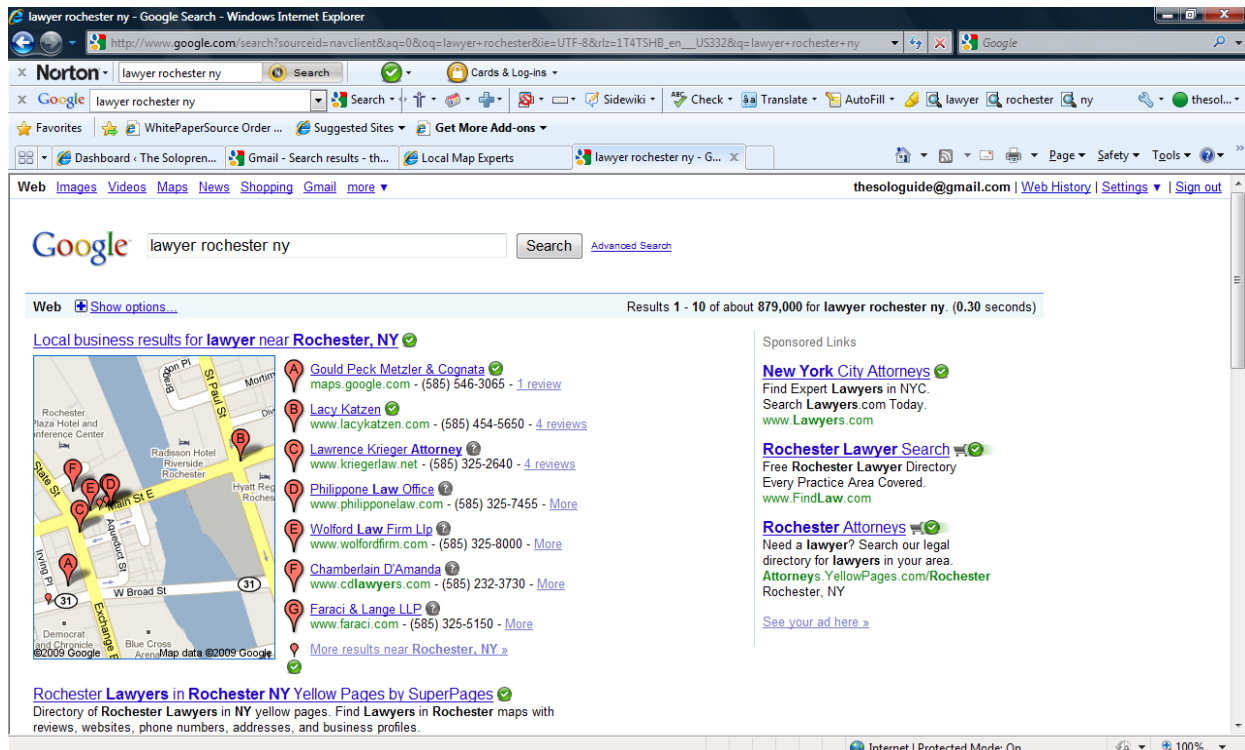 lawyer rochester ny - Google Search - Windows Internet Explorer
http://www.google.com/search?sourceid=navclient&aq=0&oq=lawyer+rochester&ie=UTF-8&rlz=1T4TSHB_en___US332&q=lawyer+rochester+ny Google
Norton lawyer rochester ny Search Cards & Log-ins
Google lawyer rochester ny Search Sidewiki Check Translate AutoFill lawyer rochester ny thesol...
Favorites WhitePaperSource Order ... Suggested Sites Get More Add-ons
Dashboard ‹ The Solopren... Gmail - Search results - th... Local Map Experts lawyer rochester ny - G... Page Safety Tools
Web Images Videos Maps News Shopping Gmail more thesologuide@gmail.com | Web History | Settings | Sign out
Google lawyer rochester ny Search Advanced Search
Web Show options... Results 1 - 10 of about 879,000 for lawyer rochester ny. (0.30 seconds)
Local business results for lawyer near Rochester, NY
A Gould Peck Metzler & Cognata
maps.google.com - (585) 546-3065 - 1 review
B Lacy Katzen
www.lacykatzen.com - (585) 454-5650 - 4 reviews
C Lawrence Krieger Attorney
www.kriegerlaw.net - (585) 325-2640 - 4 reviews
D Philippone Law Office
www.philipponelaw.com - (585) 325-7455 - More
E Wolford Law Firm Llp
www.wolfordfirm.com - (585) 325-8000 - More
F Chamberlain D'Amanda
www.cdlawyers.com - (585) 232-3730 - More
G Faraci & Lange LLP
www.faraci.com - (585) 325-5150 - More
More results near Rochester, NY »
Pl
St Paul St
Mortim
Div
Rochester
Plaza Hotel and
nference Center
Radisson Hotel
Riverside
Rochester
B
F
E
D
C
A
State St
Main St E
Hyatt Reg
Roches
Aqueduct St
Irving Pl
W Broad St
31
31
Exchange B
Democrat
and Chronicle
Blue Cross
Arena
©2009 Google Map data ©2009 Google
Sponsored Links
New York City Attorneys
Find Expert Lawyers in NYC.
Search Lawyers.com Today.
www.Lawyers.com
Rochester Lawyer Search
Free Rochester Lawyer Directory
Every Practice Area Covered.
www.FindLaw.com
Rochester Attorneys
Need a lawyer? Search our legal
directory for lawyers in your area.
Attorneys.YellowPages.com/Rochester
Rochester, NY
See your ad here »
Rochester Lawyers in Rochester NY Yellow Pages by SuperPages
Directory of Rochester Lawyers in NY yellow pages. Find Lawyers in Rochester maps with
reviews, websites, phone numbers, addresses, and business profiles.
Internet | Protected Mode: On 100%